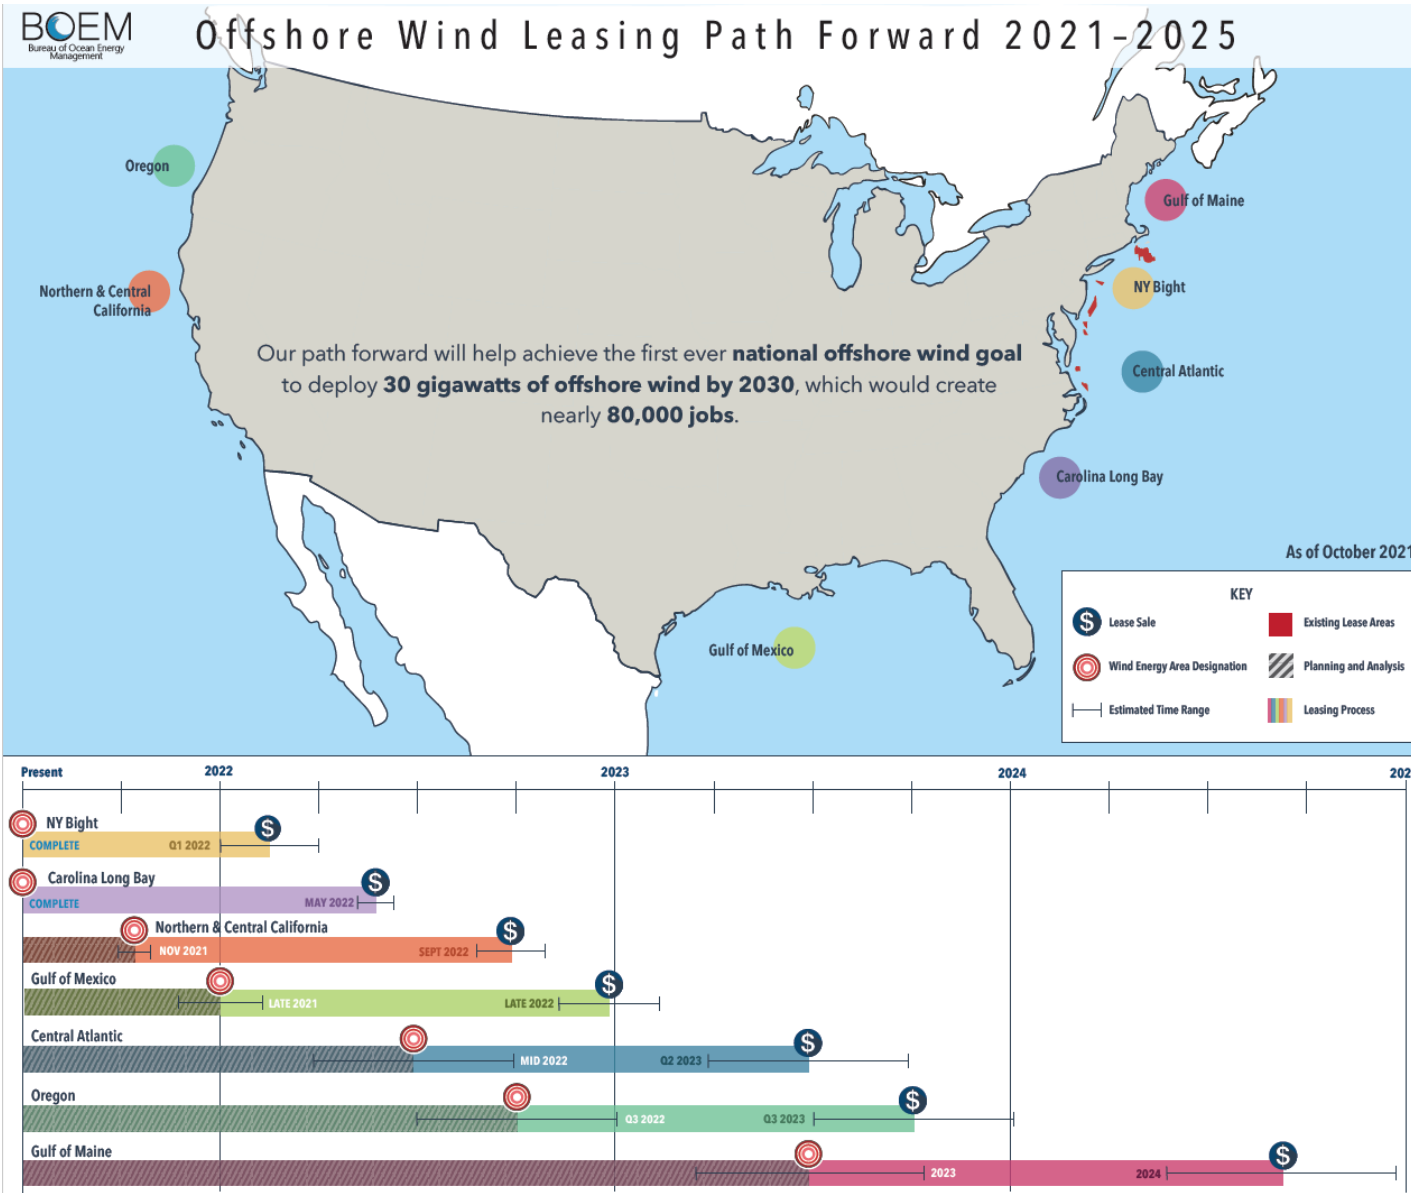 BOEM
Bureau of Ocean Energy
Management
Offshore Wind Leasing Path Forward 2021–2025
Oregon
Northern & Central
California
Gulf of Maine
NY Bight
Central Atlantic
Carolina Long Bay
Gulf of Mexico
Our path forward will help achieve the first ever national offshore wind goal
to deploy 30 gigawatts of offshore wind by 2030, which would create
nearly 80,000 jobs.
As of October 2021
KEY
$ Lease Sale
Existing Lease Areas
Wind Energy Area Designation
Planning and Analysis
Estimated Time Range
Leasing Process
Present 2022 2023 2024 202
NY Bight $
COMPLETE Q1 2022
Carolina Long Bay $
COMPLETE MAY 2022
Northern & Central California $
NOV 2021 SEPT 2022
Gulf of Mexico $
LATE 2021 LATE 2022
Central Atlantic $
MID 2022 Q2 2023
Oregon $
Q3 2022 Q3 2023
Gulf of Maine $
2023 2024